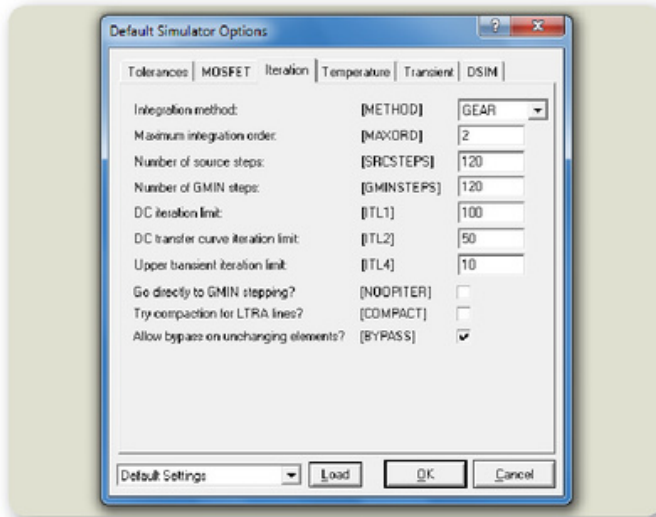 Default Simulator Options
Tolerances MOSFET Iteration Temperature Transient DSIM
Integration method: [METHOD] GEAR
Maximum integration order: [MAXORD] 2
Number of source steps: [SRCSTEPS] 120
Number of GMIN steps: [GMINSTEPS] 120
DC iteration limit: [ITL1] 100
DC transfer curve iteration limit: [ITL2] 50
Upper transient iteration limit: [ITL4] 10
Go directly to GMIN stepping? [NOOPITER]
Try compaction for LTRA lines? [COMPACT]
Allow bypass on unchanging elements? [BYPASS]
Default Settings Load OK Cancel